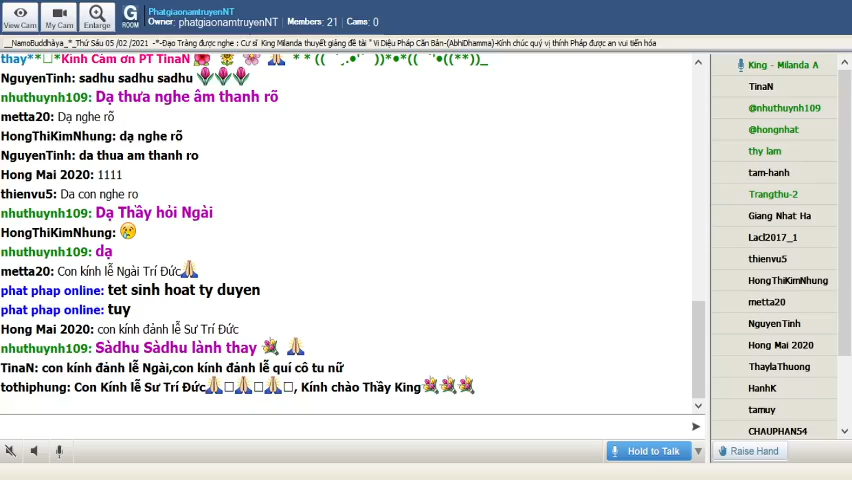 View Cam
My Cam
Enlarge
G
ROOM
PhatgiaonamtruyenNT
Owner: phatgiaonamtruyenNT | Members: 21 | Cams: 0
__NamoBuddhàya_*_Thứ Sáu 05 /02 /2021 -*-Đạo Tràng được nghe : Cư sĩ King Milanda thuyết giảng đề tài " Vi Diệu Pháp Căn Bản-{AbhiDhamma}-Kính chúc quý vị thính Pháp được an vui tiến hóa
thay**□*Kính Cảm ơn PT TinaN
NguyenTinh: sadhu sadhu sadhu
nhuthuynh109: Dạ thưa nghe âm thanh rõ
metta20: Dạ nghe rõ
HongThiKimNhung: dạ nghe rõ
NguyenTinh: da thua am thanh ro
Hong Mai 2020: 1111
thienvu5: Da con nghe ro
nhuthuynh109: Dạ Thầy hỏi Ngài
HongThiKimNhung: 😢
nhuthuynh109: dạ
metta20: Con kính lễ Ngài Trí Đức🙏
phat phap online: tet sinh hoat ty duyen
phat phap online: tuy
Hong Mai 2020: con kính đảnh lễ Sư Trí Đức
nhuthuynh109: Sàdhu Sàdhu lành thay 💐 🙏
TinaN: con kính đảnh lễ Ngài,con kính đảnh lễ quí cô tu nữ
tothiphung: Con Kính lễ Sư Trí Đức🙏□🙏□🙏□, Kính chào Thầy King💐💐💐
King - Milanda A
TinaN
@nhuthuynh109
@hongnhat
thy lam
tam-hanh
Trangthu-2
Giang Nhat Ha
Lacl2017_1
thienvu5
HongThiKimNhung
metta20
NguyenTinh
Hong Mai 2020
ThaylaThuong
HanhK
tamuy
CHAUPHAN54
Hold to Talk
Raise Hand